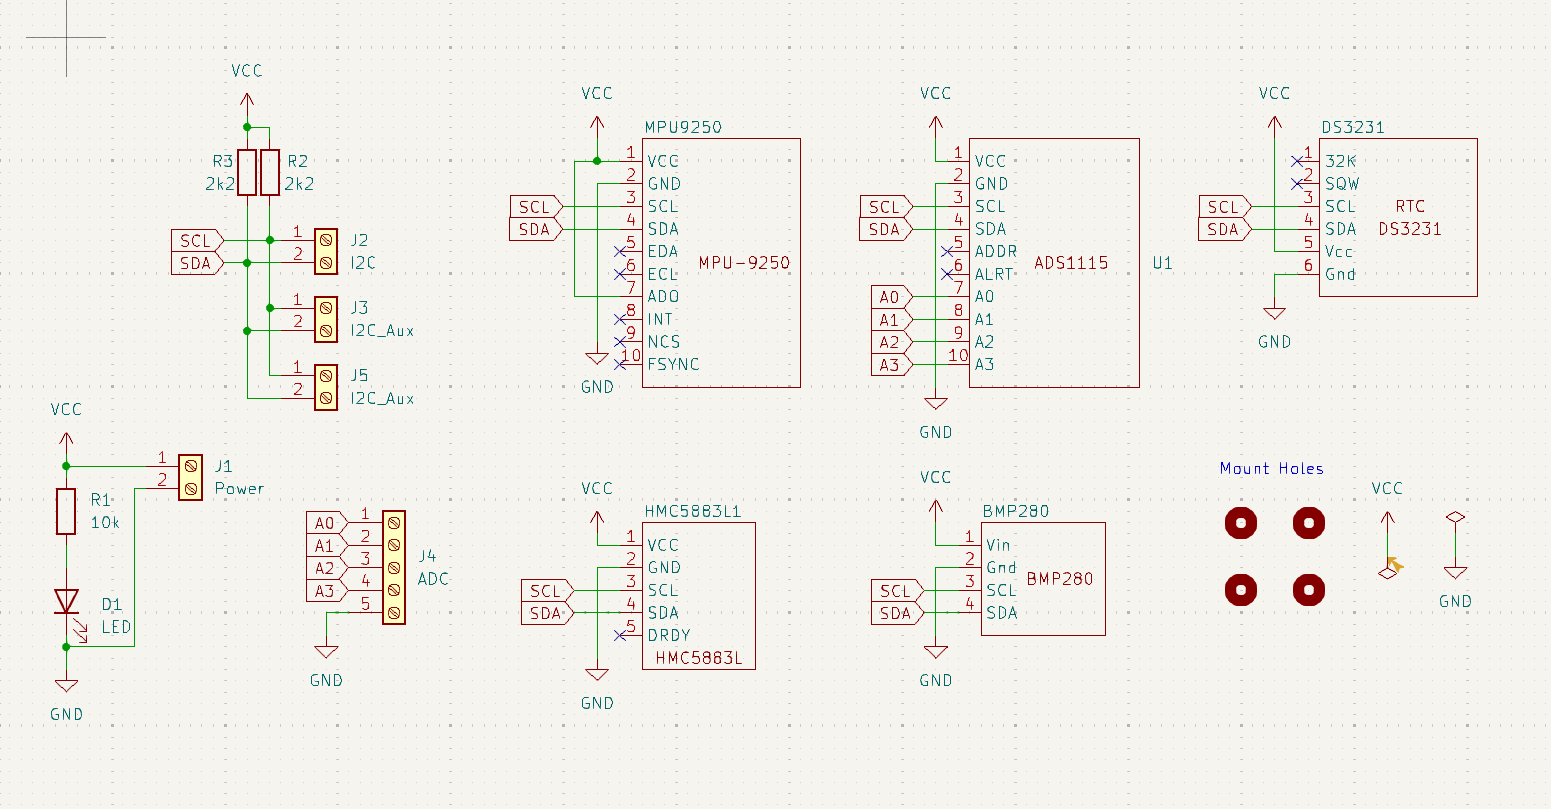 VCC
R3
2k2
R2
2k2
SCL
SDA
1
2
J2
I2C
1
2
J3
I2C_Aux
1
2
J5
I2C_Aux
VCC
1
2
J1
Power
R1
10k
D1
LED
GND
A0
A1
A2
A3
1
2
3
4
5
J4
ADC
GND
VCC
MPU9250
SCL
SDA
1 VCC
2 GND
3 SCL
4 SDA
5 EDA
6 ECL
7 ADO
8 INT
9 NCS
10 FSYNC
MPU-9250
GND
VCC
SCL
SDA
A0
A1
A2
A3
1 VCC
2 GND
3 SCL
4 SDA
5 ADDR
6 ALRT
7 A0
8 A1
9 A2
10 A3
ADS1115
U1
GND
VCC
DS3231
SCL
SDA
1 32K
2 SQW
3 SCL
4 SDA
5 Vcc
6 Gnd
RTC
DS3231
GND
VCC
HMC5883L1
SCL
SDA
1 VCC
2 GND
3 SCL
4 SDA
5 DRDY
HMC5883L
GND
VCC
BMP280
SCL
SDA
1 Vin
2 Gnd
3 SCL
4 SDA
BMP280
GND
Mount Holes
VCC
GND